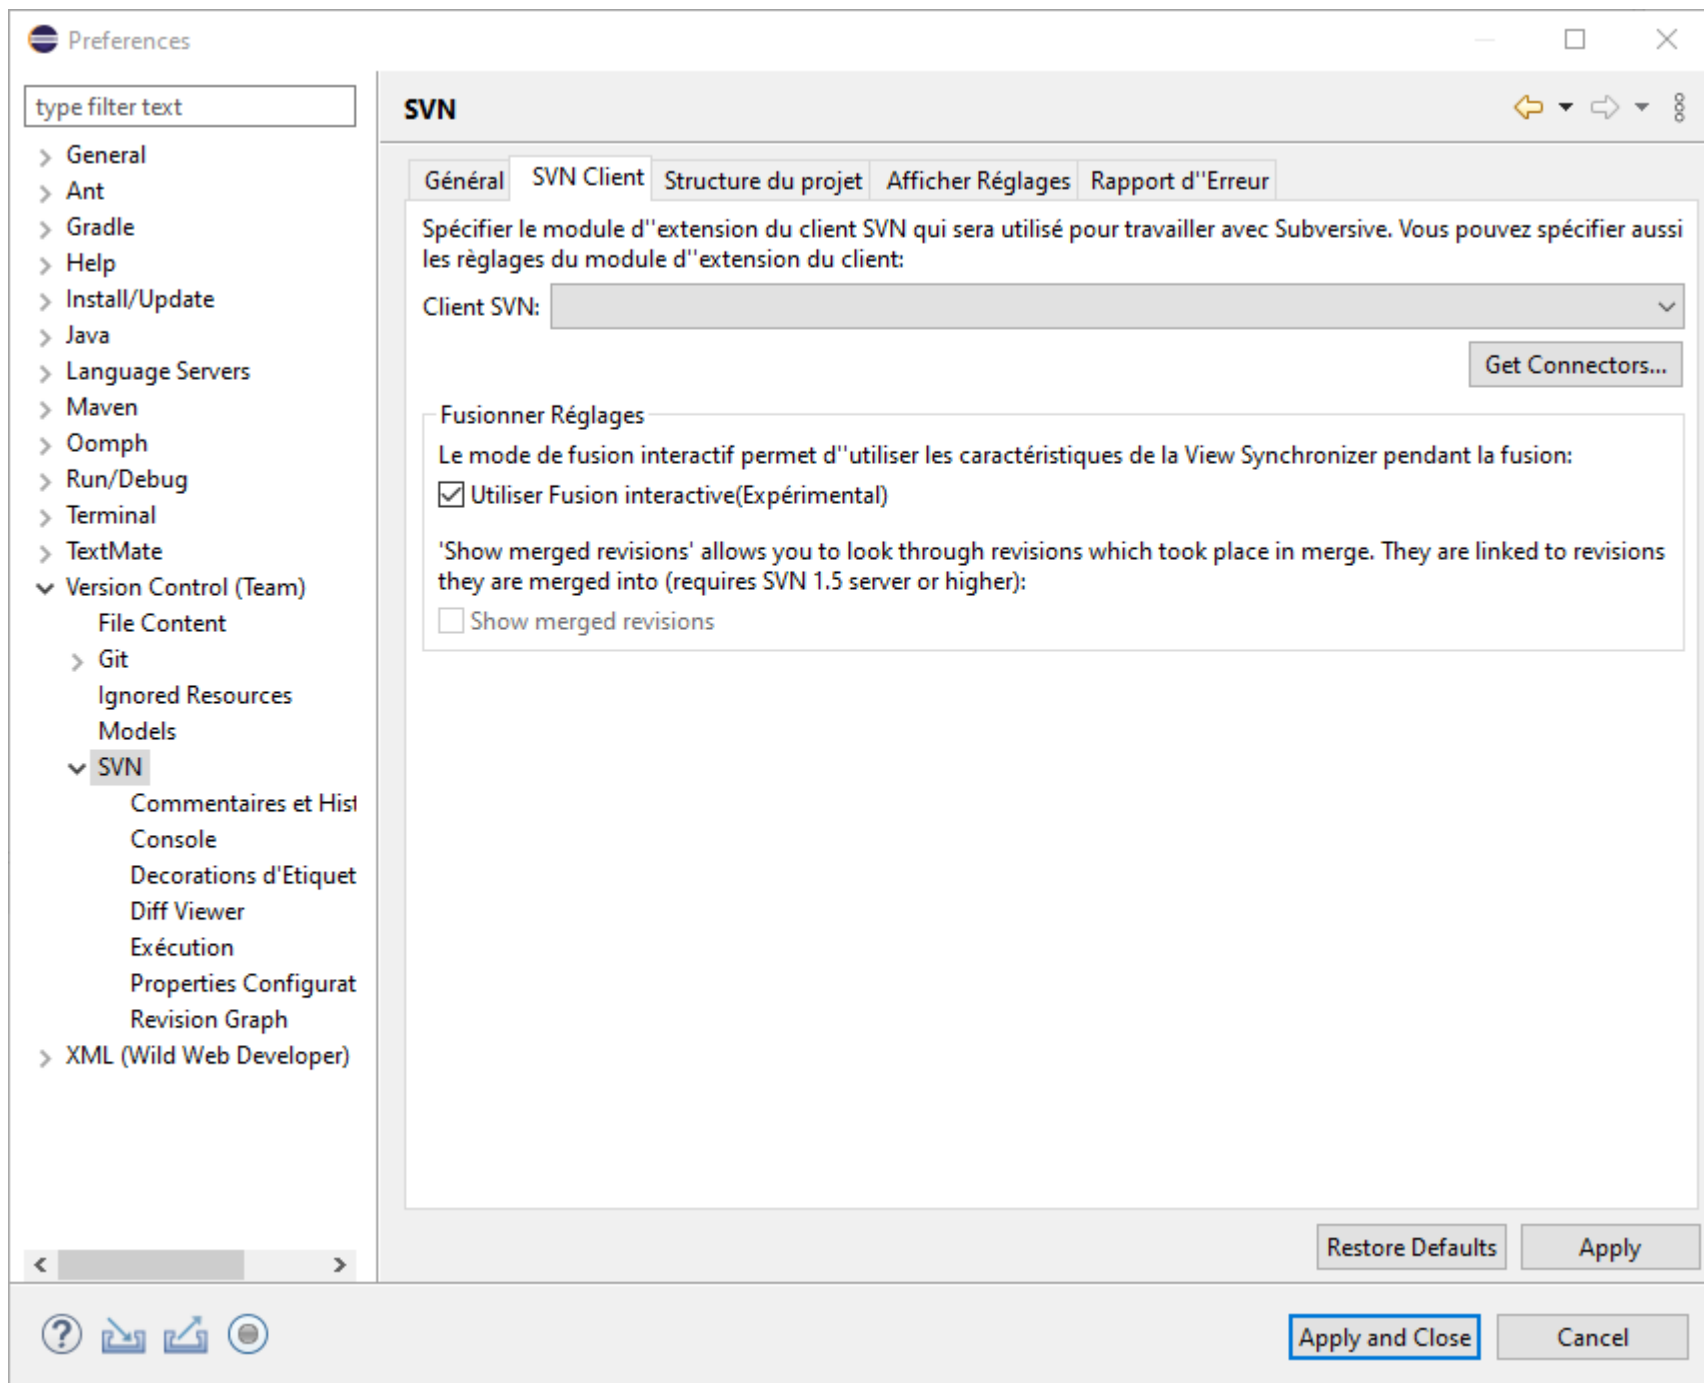 Preferences
type filter text
General
Ant
Gradle
Help
Install/Update
Java
Language Servers
Maven
Oomph
Run/Debug
Terminal
TextMate
Version Control (Team)
File Content
Git
Ignored Resources
Models
SVN
Commentaires et Hist
Console
Decorations d'Etiquet
Diff Viewer
Exécution
Properties Configurat
Revision Graph
XML (Wild Web Developer)
SVN
Général SVN Client Structure du projet Afficher Réglages Rapport d''Erreur
Spécifier le module d''extension du client SVN qui sera utilisé pour travailler avec Subversive. Vous pouvez spécifier aussi
les règlages du module d''extension du client:
Client SVN:
Get Connectors...
Fusionner Réglages
Le mode de fusion interactif permet d''utiliser les caractéristiques de la View Synchronizer pendant la fusion:
Utiliser Fusion interactive(Expérimental)
'Show merged revisions' allows you to look through revisions which took place in merge. They are linked to revisions
they are merged into (requires SVN 1.5 server or higher):
Show merged revisions
Restore Defaults Apply
? Apply and Close Cancel